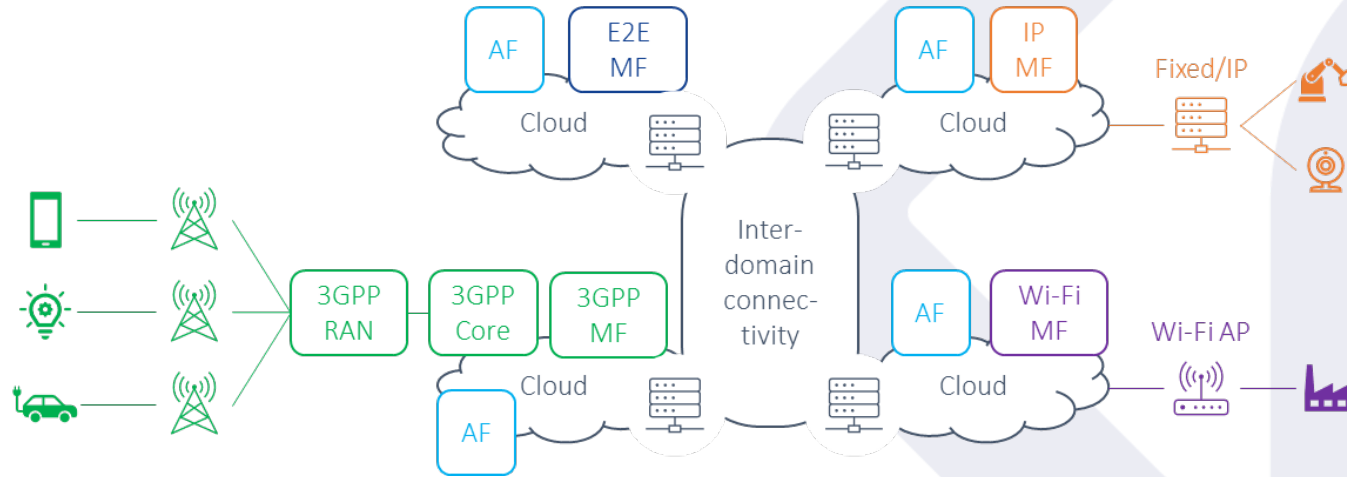 AF
E2E
MF
Cloud
AF
IP
MF
Cloud
Fixed/IP
Inter-
domain
connec-
tivity
3GPP
RAN
3GPP
Core
3GPP
MF
Cloud
AF
AF
Wi-Fi
MF
Cloud
Wi-Fi AP